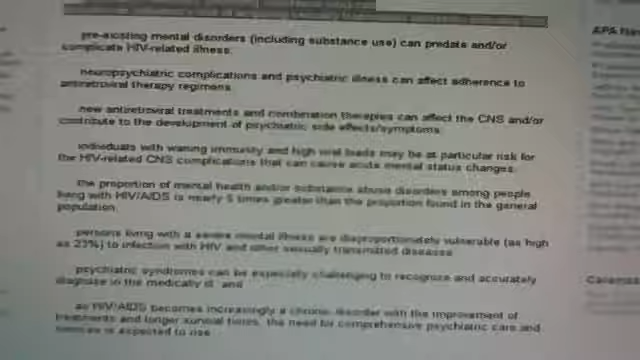 pre-existing mental disorders (including substance use) can predate and/or
complicate HIV-related illness;
neuropsychiatric complications and psychiatric illness can affect adherence to
antiretroviral therapy regimens
new antiretroviral treatments and combination therapies can affect the CNS and/or
contribute to the development of psychiatric side effects/symptoms
individuals with waning immunity and high viral loads may be at particular risk for
the HIV-related CNS complications that can cause acute mental status changes
the proportion of mental health and/or substance abuse disorders among people
living with HIV/AIDS is nearly 5 times greater than the proportion found in the general
population
persons living with a severe mental illness are disproportionately vulnerable (as high
as 23%) to infection with HIV and other sexually transmitted diseases
psychiatric syndromes can be especially challenging to recognize and accurately
diagnose in the medically ill and
as HIV/AIDS becomes increasingly a chronic disorder with the improvement of
treatments and longer survival times, the need for comprehensive psychiatric care and
services is expected to rise
APA